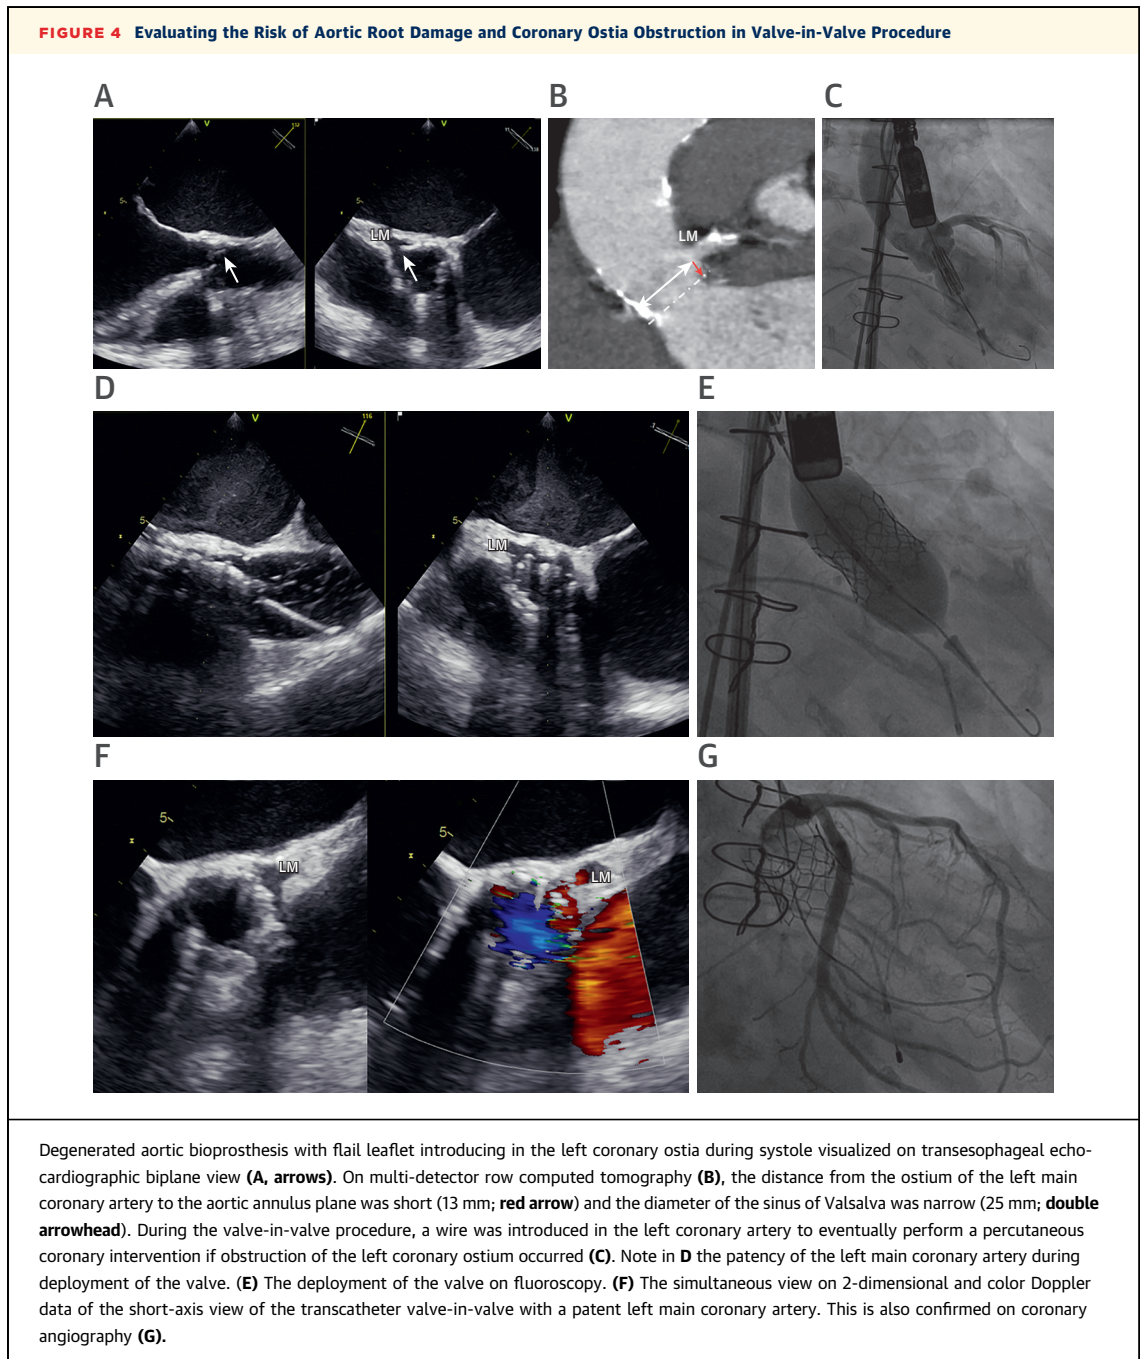 FIGURE 4 Evaluating the Risk of Aortic Root Damage and Coronary Ostia Obstruction in Valve-in-Valve Procedure
A
B
C
V
V
5
5
LM
LM
D
E
V
116
V
5
5
LM
F
G
5
5
LM
LM
Degenerated aortic bioprosthesis with flail leaflet introducing in the left coronary ostia during systole visualized on transesophageal echo-
cardiographic biplane view (A, arrows). On multi-detector row computed tomography (B), the distance from the ostium of the left main
coronary artery to the aortic annulus plane was short (13 mm; red arrow) and the diameter of the sinus of Valsalva was narrow (25 mm; double
arrowhead). During the valve-in-valve procedure, a wire was introduced in the left coronary artery to eventually perform a percutaneous
coronary intervention if obstruction of the left coronary ostium occurred (C). Note in D the patency of the left main coronary artery during
deployment of the valve. (E) The deployment of the valve on fluoroscopy. (F) The simultaneous view on 2-dimensional and color Doppler
data of the short-axis view of the transcatheter valve-in-valve with a patent left main coronary artery. This is also confirmed on coronary
angiography (G).